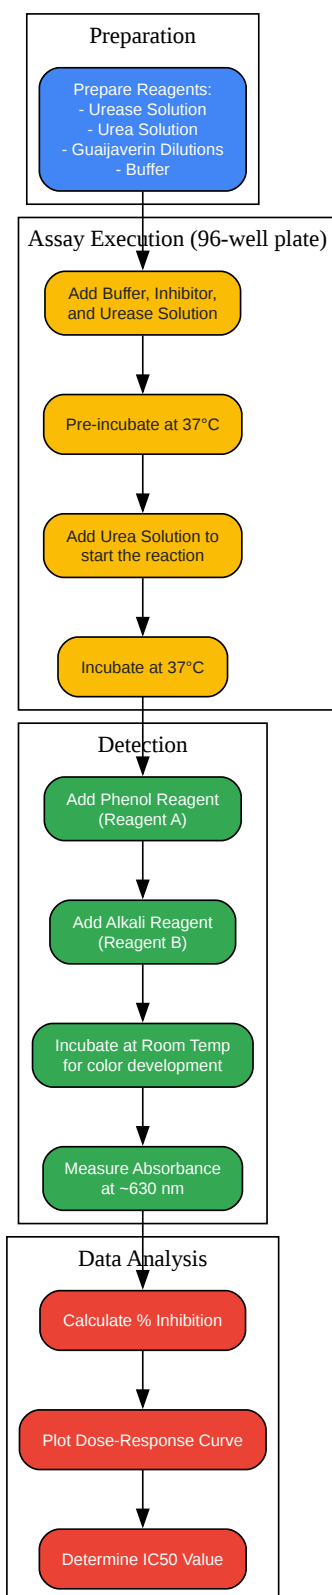 Preparation
Prepare Reagents:
- Urease Solution
- Urea Solution
- Guaijaverin Dilutions
- Buffer
Assay Execution (96-well plate)
Add Buffer, Inhibitor,
and Urease Solution
Pre-incubate at 37°C
Add Urea Solution to
start the reaction
Incubate at 37°C
Detection
Add Phenol Reagent
(Reagent A)
Add Alkali Reagent
(Reagent B)
Incubate at Room Temp
for color development
Measure Absorbance
at ~630 nm
Data Analysis
Calculate % Inhibition
Plot Dose-Response Curve
Determine IC50 Value